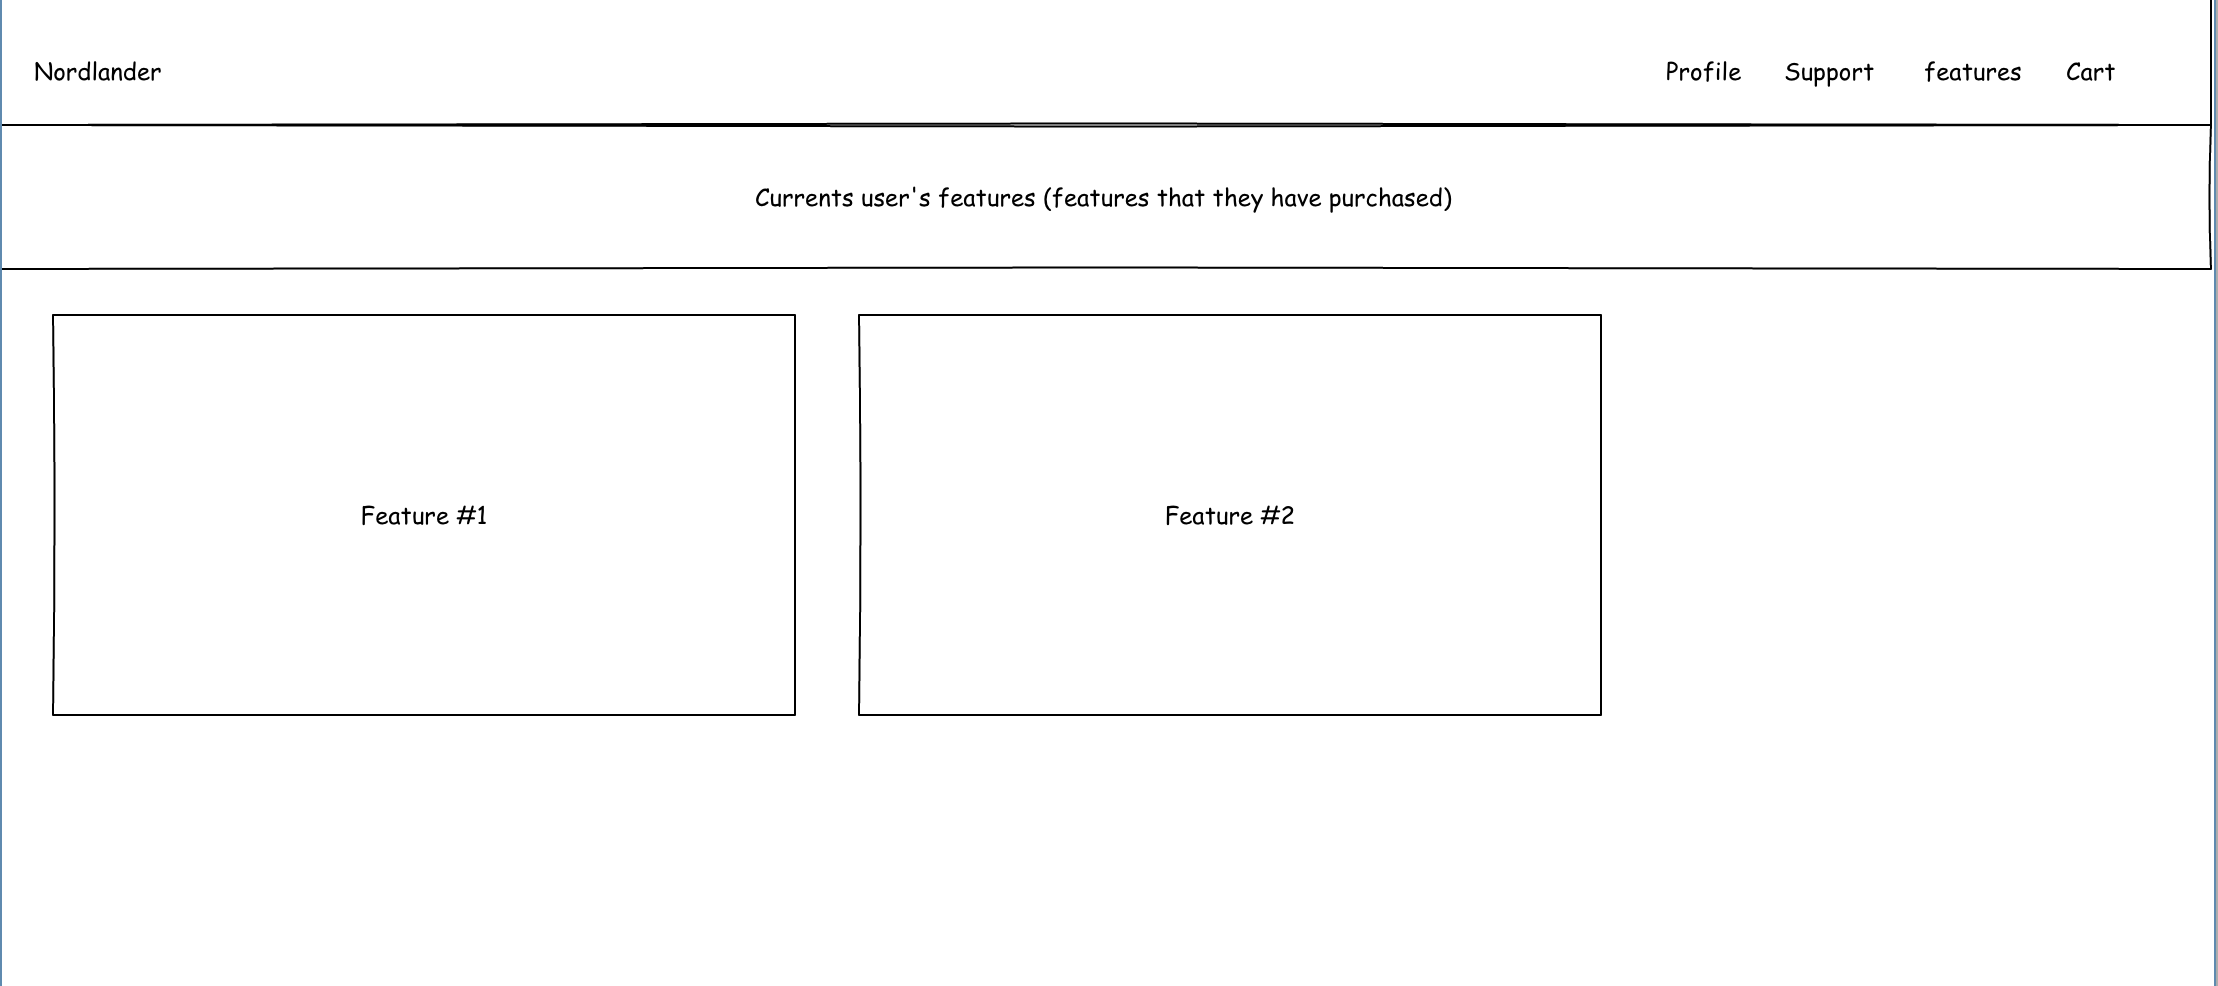 Nordlander Profile Support features Cart
Currents user's features (features that they have purchased)
Feature #1 Feature #2